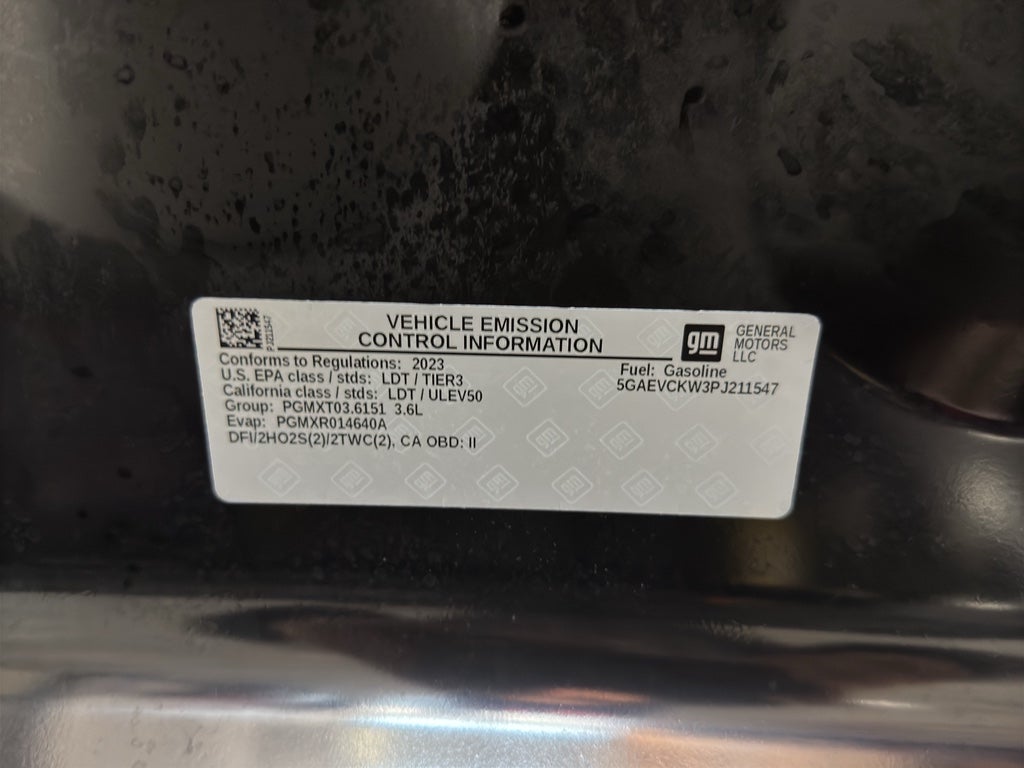 PJ211547
VEHICLE EMISSION
CONTROL INFORMATION
gm
GENERAL
MOTORS
LLC
Conforms to Regulations: 2023
Fuel: Gasoline
U.S. EPA class / stds: LDT / TIER3
5GAEVCKW3PJ211547
California class / stds: LDT / ULEV50
Group: PGMXT03.6151 3.6L
Evap: PGMXR014640A
DFI/2HO2S(2)/2TWC(2), CA OBD: II